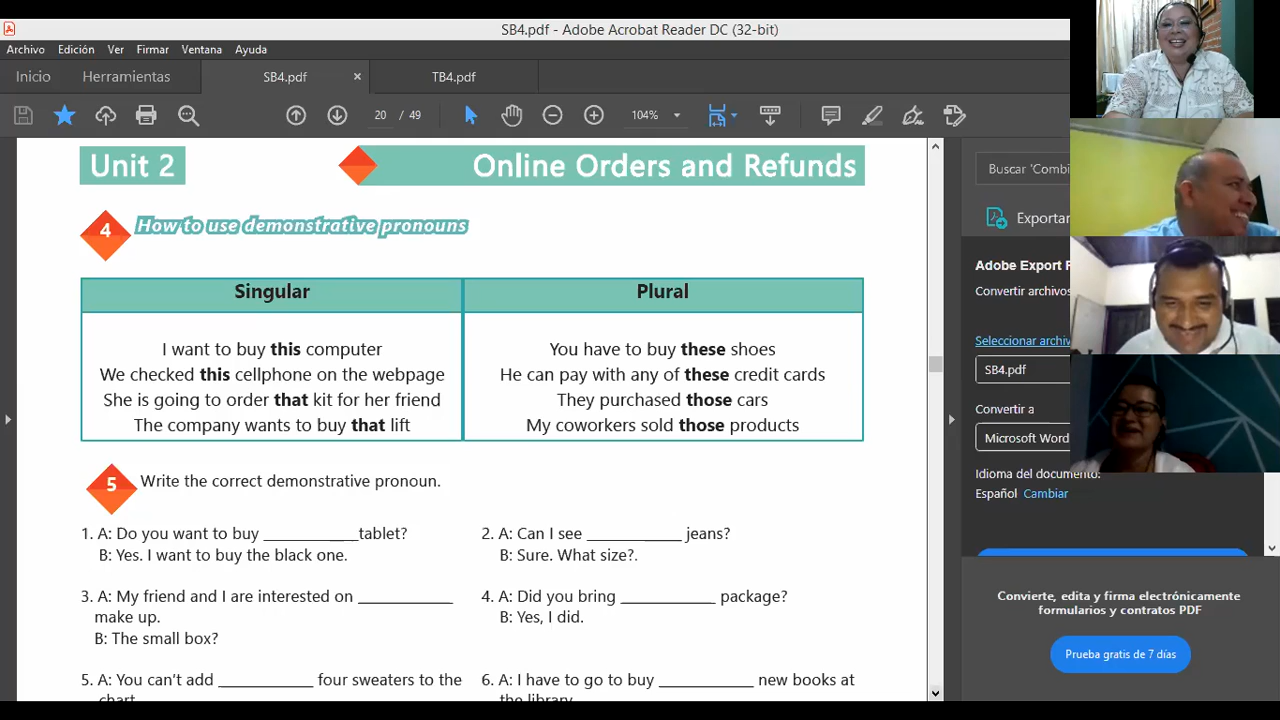 SB4.pdf - Adobe Acrobat Reader DC (32-bit)
Archivo Edición Ver Firmar Ventana Ayuda
Inicio Herramientas SB4.pdf × TB4.pdf
20 / 49 104%
Unit 2 Online Orders and Refunds
4 How to use demonstrative pronouns
Singular Plural
I want to buy this computer You have to buy these shoes
We checked this cellphone on the webpage He can pay with any of these credit cards
She is going to order that kit for her friend They purchased those cars
The company wants to buy that lift My coworkers sold those products
5 Write the correct demonstrative pronoun.
1. A: Do you want to buy ____________tablet?
B: Yes. I want to buy the black one.
2. A: Can I see ____________ jeans?
B: Sure. What size?.
3. A: My friend and I are interested on ____________
make up.
B: The small box?
4. A: Did you bring ____________ package?
B: Yes, I did.
5. A: You can't add ____________ four sweaters to the
chart.
6. A: I have to go to buy ____________ new books at
the library.
Buscar 'Combi
Exportar
Adobe Export P
Convertir archivos
Seleccionar archiv
SB4.pdf
Convertir a
Microsoft Word
Idioma del documento:
Español Cambiar
Convierte, edita y firma electrónicamente
formularios y contratos PDF
Prueba gratis de 7 días